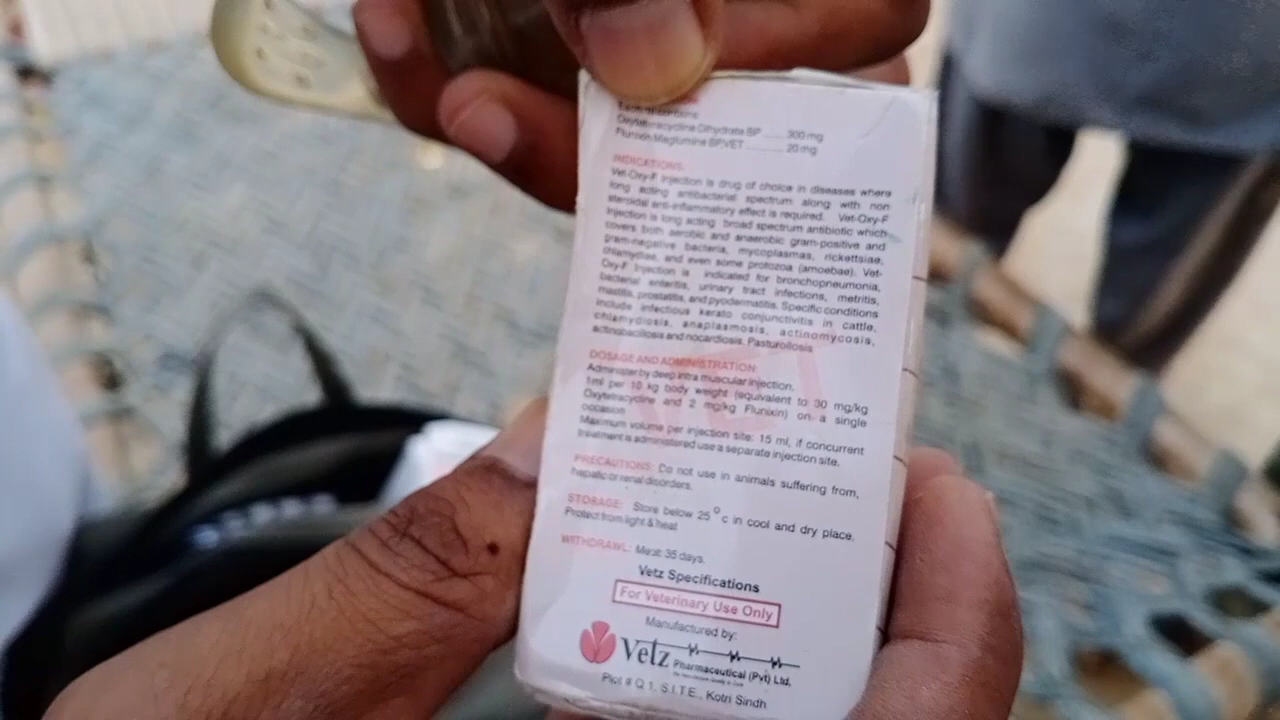 Oxytetracycline Dihydrate BP ...... 300 mg
Flunixin Meglumine BP/VET ............ 20 mg
INDICATIONS:
Vet-Oxy-F Injection is drug of choice in diseases where
long acting antibacterial spectrum along with non
steroidal anti-inflammatory effect is required. Vet-Oxy-F
Injection is long acting broad spectrum antibiotic which
covers both aerobic and anaerobic gram-positive and
gram-negative bacteria, mycoplasmas, rickettsiae,
chlamydiae, and even some protozoa (amoebae). Vet-
Oxy-F Injection is indicated for bronchopneumonia,
bacterial enteritis, urinary tract infections, metritis,
mastitis, prostatitis, and pyodermatitis. Specific conditions
include infectious kerato conjunctivitis in cattle,
chlamydiosis, anaplasmosis, actinomycosis,
actinobacillosis and nocardiosis. Pasturollosis
DOSAGE AND ADMINISTRATION:
Administer by deep intra muscular injection.
1ml per 10 kg body weight (equivalent to 30 mg/kg
Oxytetracycline and 2 mg/kg Flunixin) on a single
occasion
Maximum volume per injection site: 15 ml, if concurrent
treatment is administered use a separate injection site.
PRECAUTIONS: Do not use in animals suffering from,
hepatic or renal disorders.
STORAGE: Store below 25 °c in cool and dry place.
Protect from light & heat
WITHDRAWL: Meat: 35 days.
Vetz Specifications
For Veterinary Use Only
Manufactured by:
Vetz Pharmaceutical (Pvt) Ltd.
Plot # Q 1, S.I.T.E., Kotri Sindh